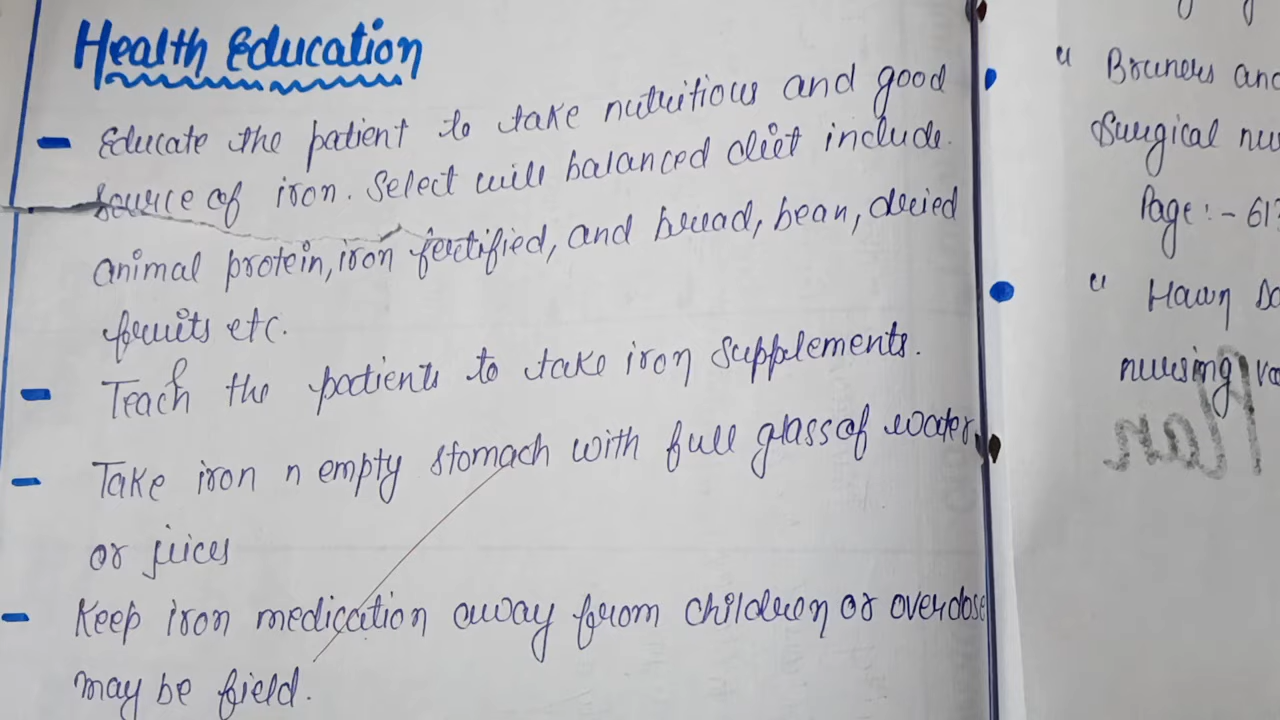 Health Education
- Educate the patient to take nutritious and good
source of iron. Select will balanced diet include.
animal protein, iron fertified, and bread, bean, dried
fruits etc.
- Teach the patients to take iron supplements.
- Take iron n empty stomach with full glass of water
or juices
- Keep iron medication away from children or overdose
may be field.
" Bruners and
Surgical nu
Page :- 61
"
nursing
Plan